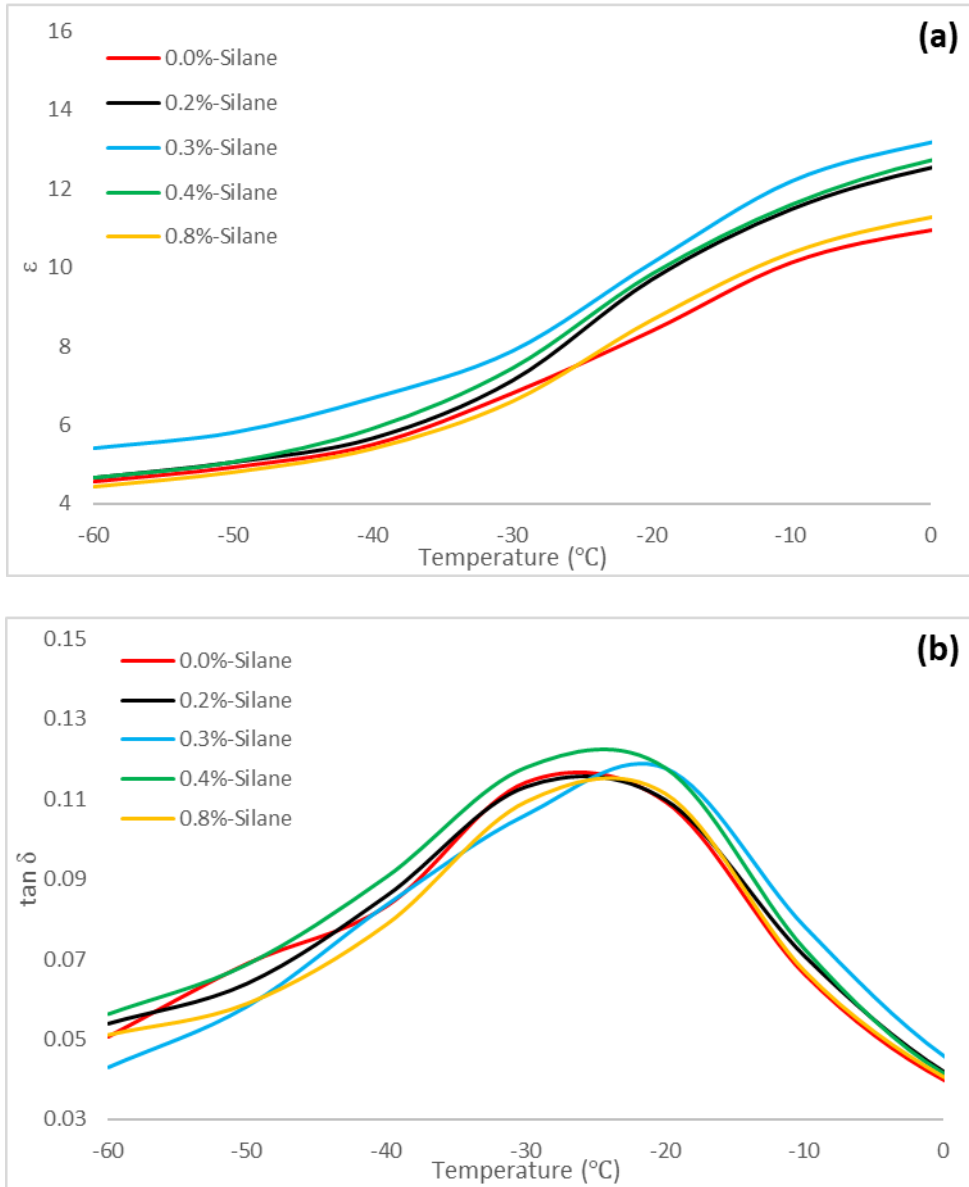 (a)
16
14
12
10
8
6
4
ε
0.0%-Silane
0.2%-Silane
0.3%-Silane
0.4%-Silane
0.8%-Silane
-60 -50 -40 -30 -20 -10 0
Temperature (°C)
(b)
0.15
0.13
0.11
0.09
0.07
0.05
0.03
tan δ
0.0%-Silane
0.2%-Silane
0.3%-Silane
0.4%-Silane
0.8%-Silane
-60 -50 -40 -30 -20 -10 0
Temperature (°C)